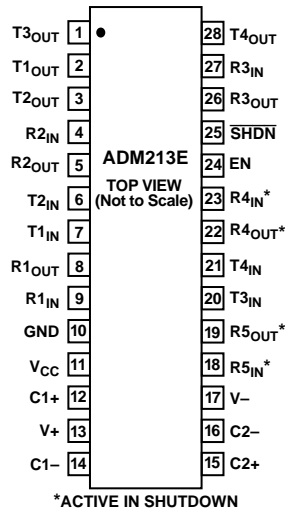 T3OUT 1 28 T4OUT
T1OUT 2 27 R3IN
T2OUT 3 26 R3OUT
R2IN 4 25 SHDN
R2OUT 5 ADM213E 24 EN
TOP VIEW
(Not to Scale)
T2IN 6 23 R4IN*
T1IN 7 22 R4OUT*
R1OUT 8 21 T4IN
R1IN 9 20 T3IN
GND 10 19 R5OUT*
VCC 11 18 R5IN*
C1+ 12 17 V–
V+ 13 16 C2–
C1– 14 15 C2+
*ACTIVE IN SHUTDOWN